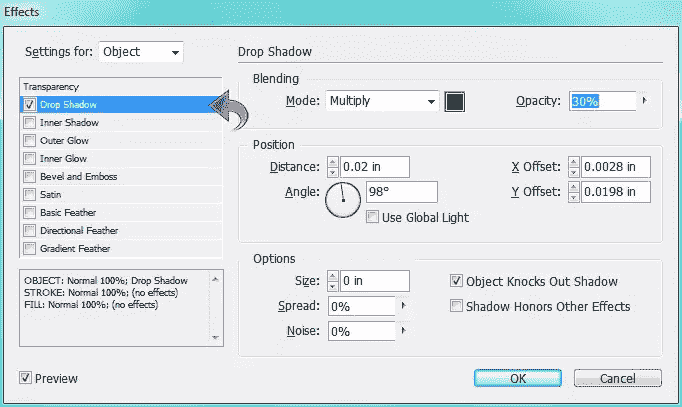 Effects
Settings for: Object
Transparency
Drop Shadow
Inner Shadow
Outer Glow
Inner Glow
Bevel and Emboss
Satin
Basic Feather
Directional Feather
Gradient Feather
OBJECT: Normal 100%; Drop Shadow
STROKE: Normal 100%; (no effects)
FILL: Normal 100%; (no effects)
Preview
Drop Shadow
Blending
Mode: Multiply Opacity: 30%
Position
Distance: 0.02 in X Offset: 0.0028 in
Angle: 98° Y Offset: 0.0198 in
Use Global Light
Options
Size: 0 in Object Knocks Out Shadow
Spread: 0% Shadow Honors Other Effects
Noise: 0%
OK Cancel